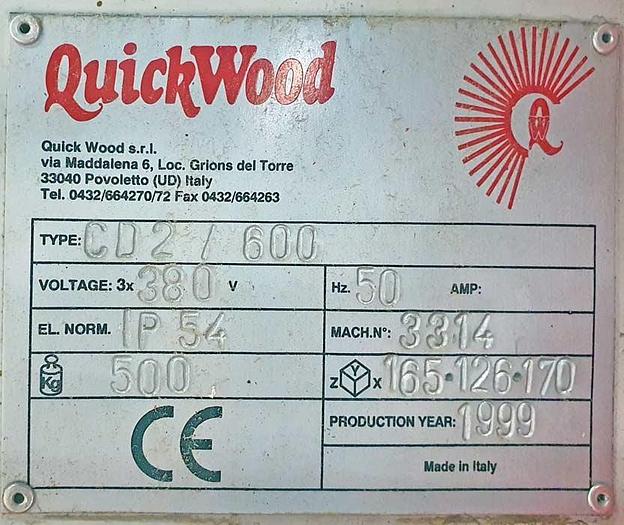 QuickWood
QW
Quick Wood s.r.l.
via Maddalena 6, Loc. Grions del Torre
33040 Povoletto (UD) Italy
Tel. 0432/664270/72 Fax 0432/664263
TYPE: CD2 / 600
VOLTAGE: 3x 380 V
Hz. 50 AMP:
EL. NORM. IP 54
MACH.N°: 3314
Kg 500
Z Y X 165·126·170
PRODUCTION YEAR: 1999
CE
Made in Italy